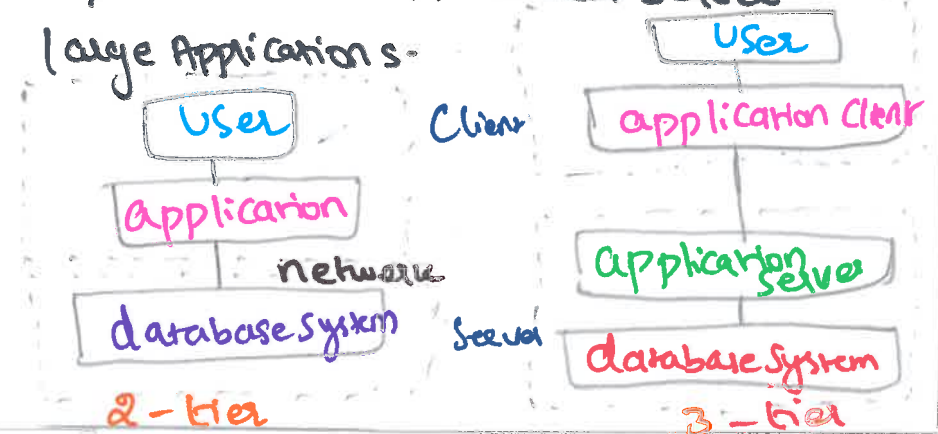 large Applications.
User
application
network
database system
2-tier
Client
Server
User
application Client
application server
database system
3-tier